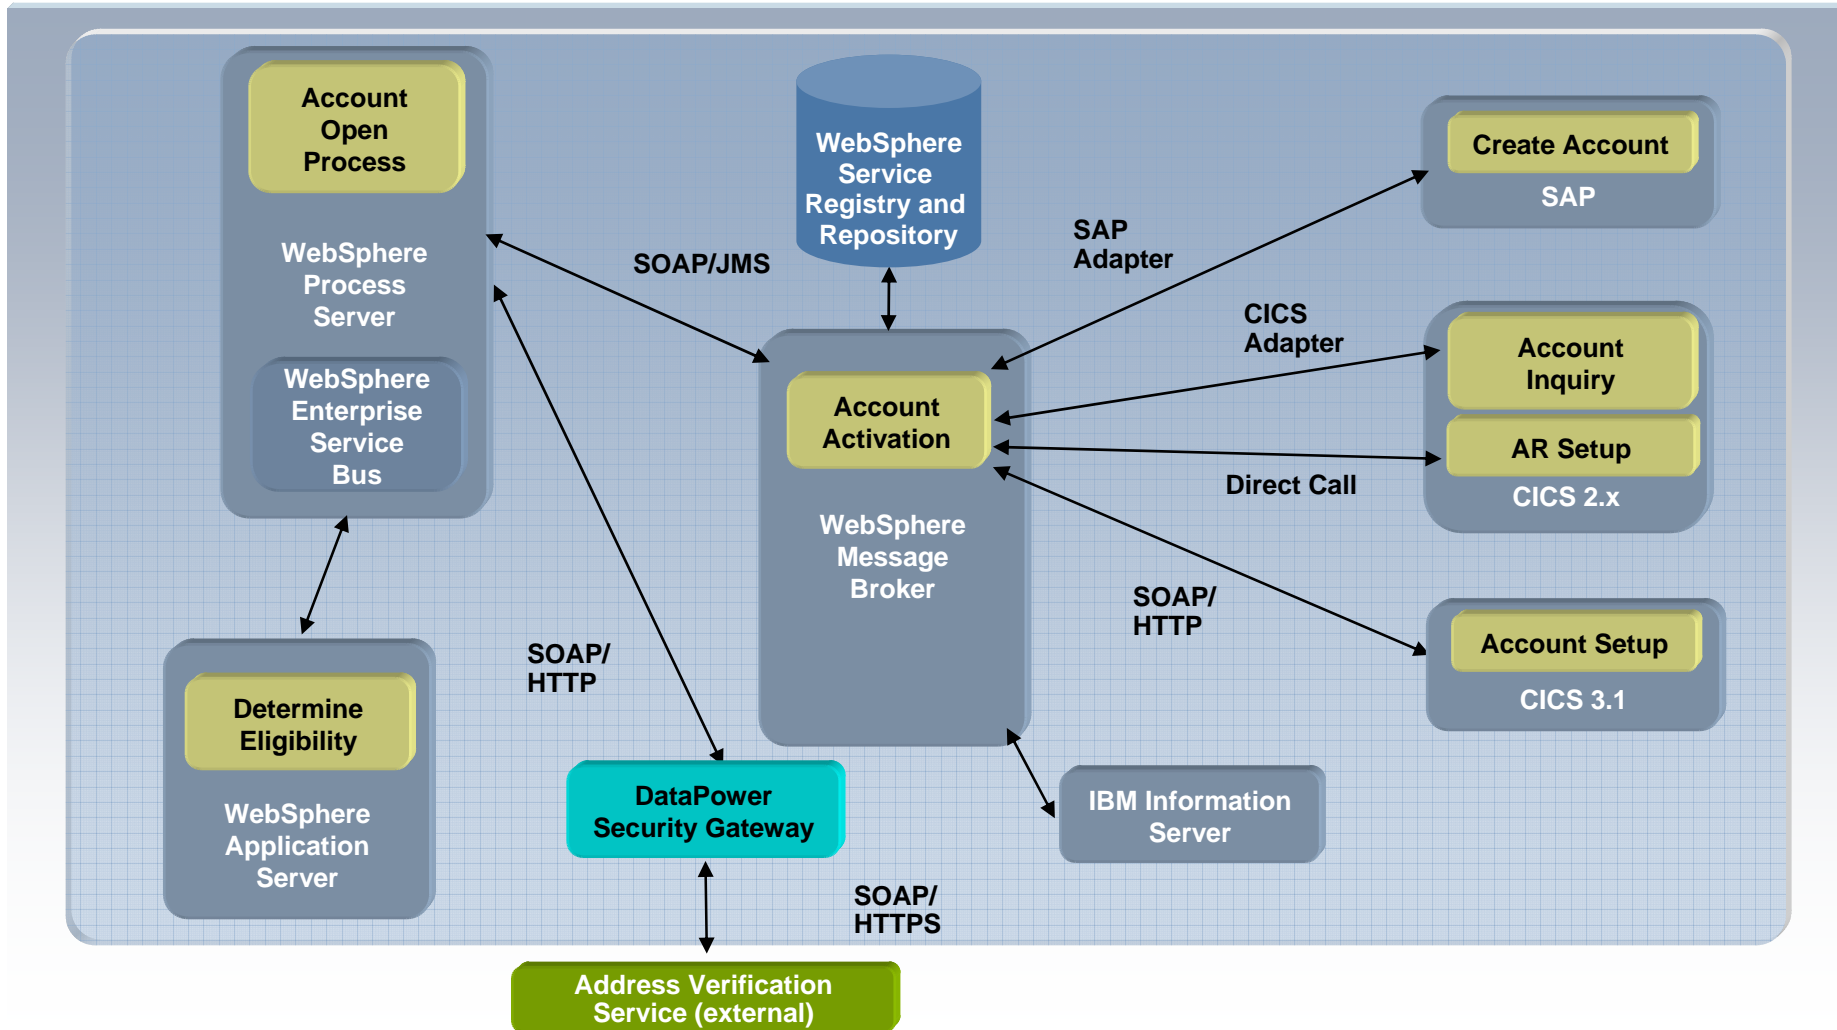 Account
Open
Process
WebSphere
Process
Server
WebSphere
Enterprise
Service
Bus
Determine
Eligibility
WebSphere
Application
Server
SOAP/JMS
SOAP/
HTTP
DataPower
Security Gateway
SOAP/
HTTPS
Address Verification
Service (external)
WebSphere
Service
Registry and
Repository
Account
Activation
WebSphere
Message
Broker
IBM Information
Server
SAP
Adapter
CICS
Adapter
Direct Call
SOAP/
HTTP
Create Account
SAP
Account
Inquiry
AR Setup
CICS 2.x
Account Setup
CICS 3.1